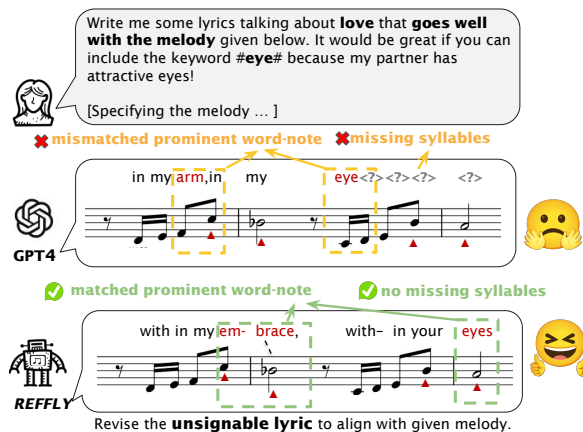 Write me some lyrics talking about love that goes well
with the melody given below. It would be great if you can
include the keyword #eye# because my partner has
attractive eyes!
[Specifying the melody ... ]
mismatched prominent word-note
missing syllables
in my arm,in my eye<?><?><?> <?>
GPT4
matched prominent word-note
no missing syllables
with in my em- brace, with- in your eyes
REFFLY
Revise the unsignable lyric to align with given melody.